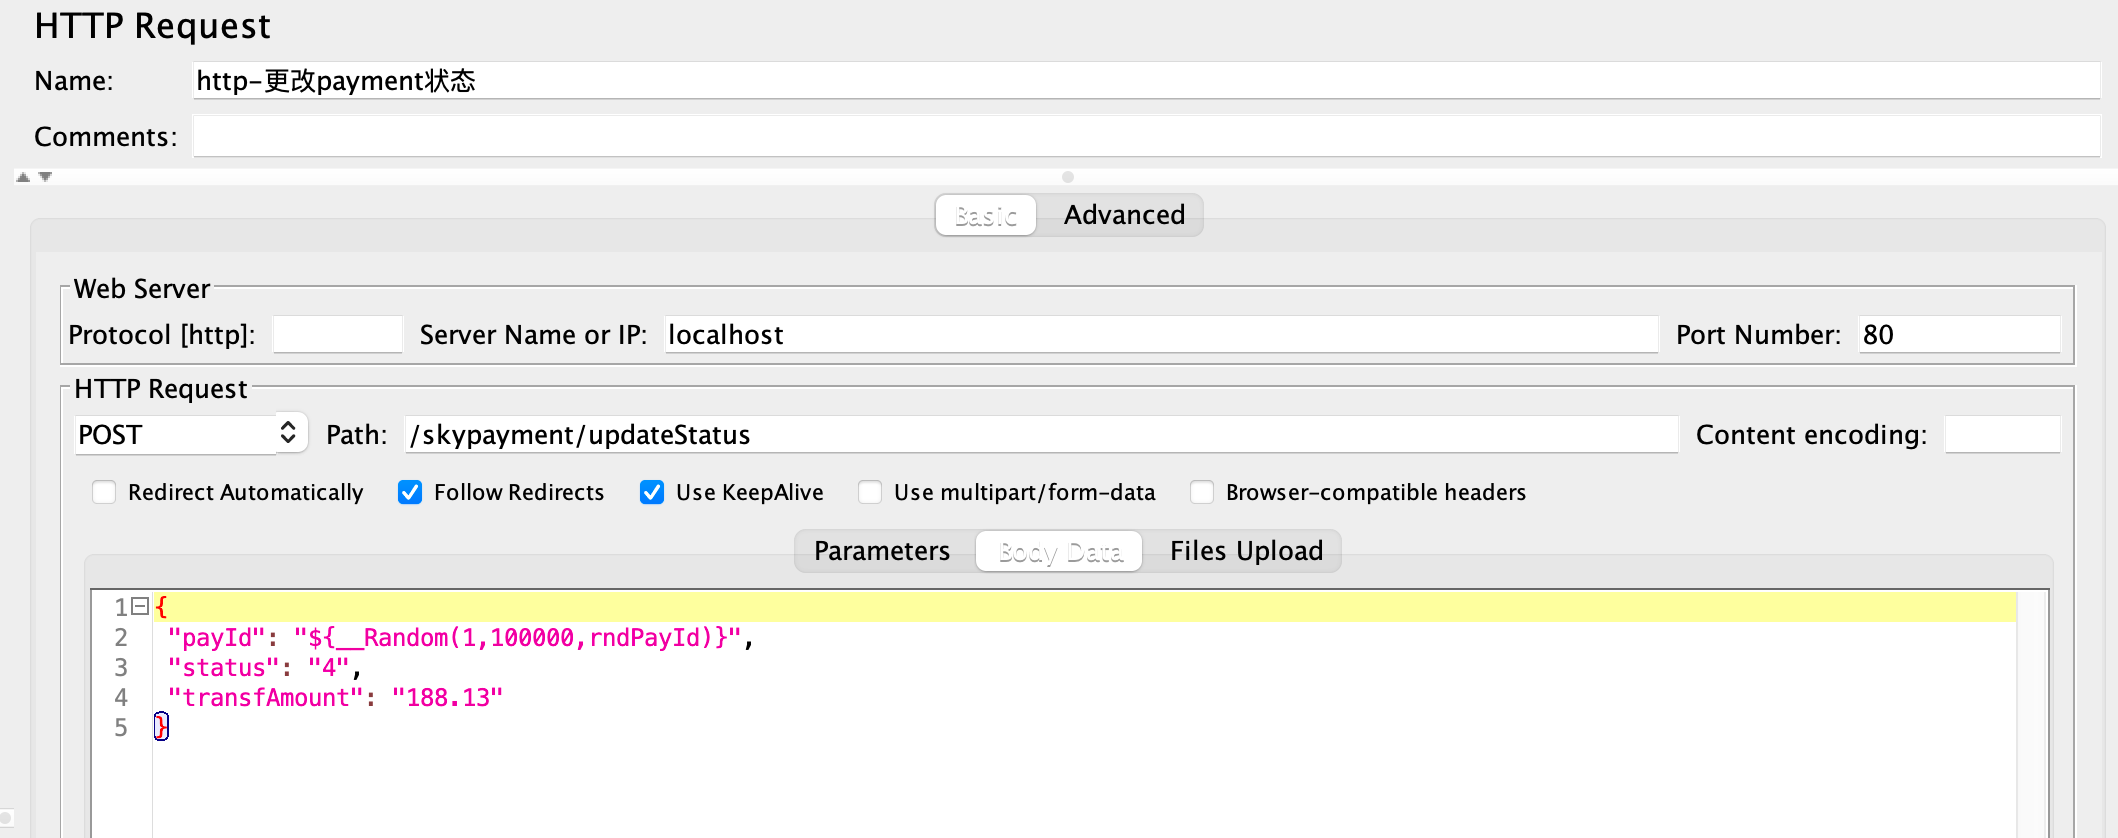 HTTP Request
Name: http-更改payment状态
Comments:
Basic Advanced
Web Server
Protocol [http]: Server Name or IP: localhost Port Number: 80
HTTP Request
POST Path: /skypayment/updateStatus Content encoding:
Redirect Automatically Follow Redirects Use KeepAlive Use multipart/form-data Browser-compatible headers
Parameters Body Data Files Upload
1 {
2 "payId": "${__Random(1,100000,rndPayId)}",
3 "status": "4",
4 "transfAmount": "188.13"
5 }